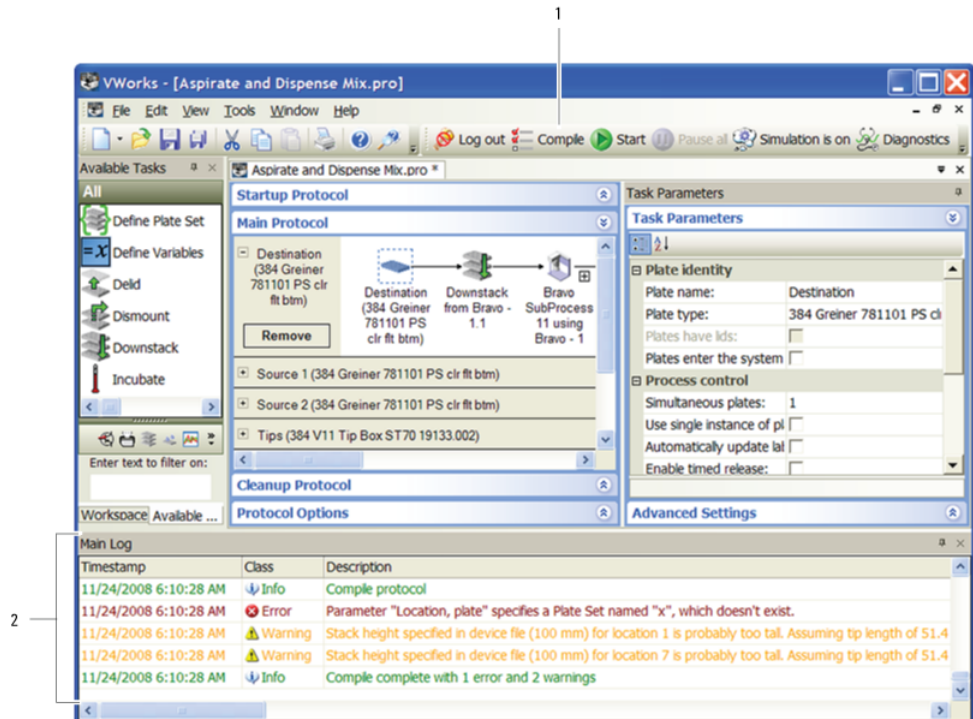 1
VWorks - [Aspirate and Dispense Mix.pro]
File Edit View Tools Window Help
Log out Compile Start Pause all Simulation is on Diagnostics
Available Tasks
All
Define Plate Set
= x Define Variables
Delid
Dismount
Downstack
Incubate
Enter text to filter on:
Workspace Available ...
Aspirate and Dispense Mix.pro *
Startup Protocol
Main Protocol
Destination
(384 Greiner
781101 PS clr
flt btm)
Remove
Destination
(384 Greiner
781101 PS
clr flt btm)
Downstack
from Bravo -
1.1
Bravo
SubProcess
11 using
Bravo - 1
Source 1 (384 Greiner 781101 PS clr flt btm)
Source 2 (384 Greiner 781101 PS clr flt btm)
Tips (384 V11 Tip Box ST70 19133.002)
Cleanup Protocol
Protocol Options
Task Parameters
Task Parameters
Plate identity
Plate name: Destination
Plate type: 384 Greiner 781101 PS cl
Plates have lids:
Plates enter the system
Process control
Simultaneous plates: 1
Use single instance of pl
Automatically update lal
Enable timed release:
Advanced Settings
2
Main Log
Timestamp Class Description
11/24/2008 6:10:28 AM Info Compile protocol
11/24/2008 6:10:28 AM Error Parameter "Location, plate" specifies a Plate Set named "x", which doesn't exist.
11/24/2008 6:10:28 AM Warning Stack height specified in device file (100 mm) for location 1 is probably too tall. Assuming tip length of 51.4
11/24/2008 6:10:28 AM Warning Stack height specified in device file (100 mm) for location 7 is probably too tall. Assuming tip length of 51.4
11/24/2008 6:10:28 AM Info Compile complete with 1 error and 2 warnings